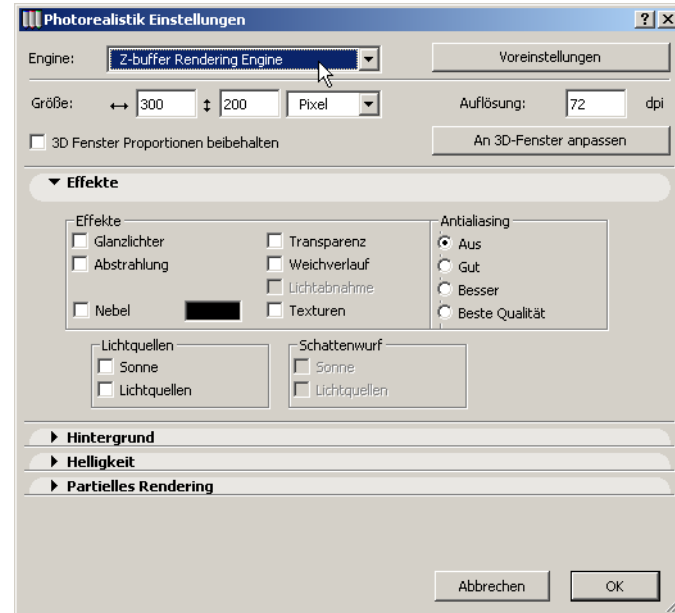 Photorealistik Einstellungen
Engine: Z-buffer Rendering Engine Voreinstellungen
Größe: 300 200 Pixel Auflösung: 72 dpi
3D Fenster Proportionen beibehalten An 3D-Fenster anpassen
Effekte
Effekte Antialiasing
Glanzlichter Transparenz Aus
Abstrahlung Weichverlauf Gut
Lichtabnahme Besser
Nebel Texturen Beste Qualität
Lichtquellen Schattenwurf
Sonne Sonne
Lichtquellen Lichtquellen
Hintergrund
Helligkeit
Partielles Rendering
Abbrechen OK